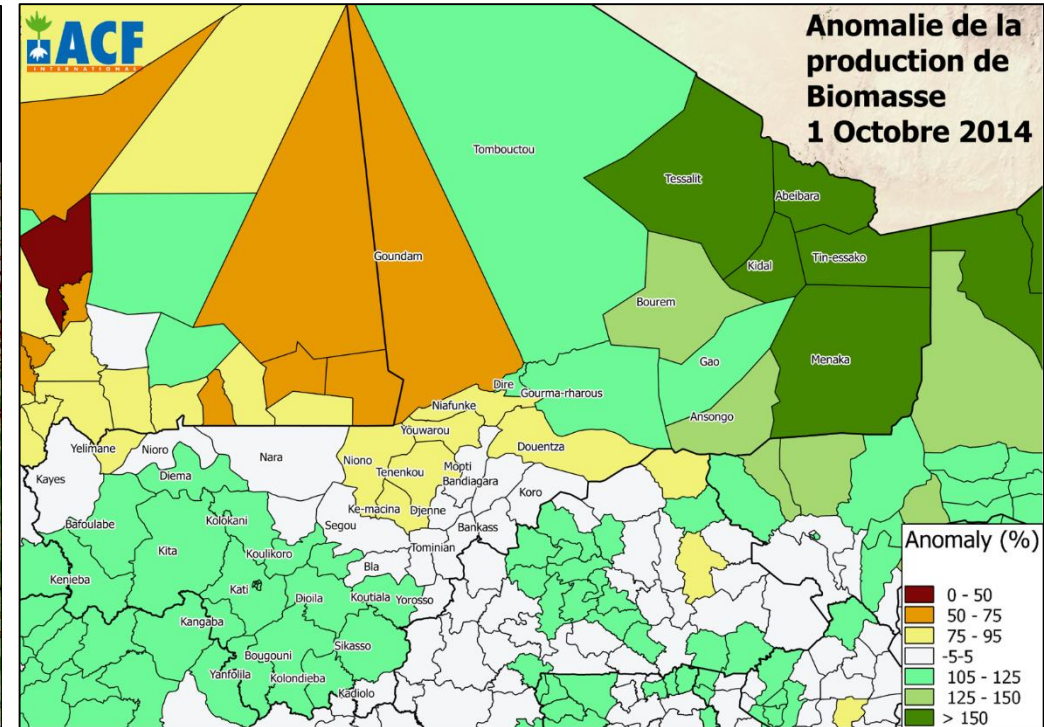 ACF
INTERNATIONAL
Anomalie de la
production de
Biomasse
1 Octobre 2014
Tombouctou
Tessalit
Abeibara
Goundam
Kidal
Tin-essako
Bourem
Gao
Menaka
Dire
Gourma-rharous
Ansongo
Niafunke
Youwarou
Douentza
Yelimane
Nioro
Nara
Niono
Mopti
Tenenkou
Bandiagara
Kayes
Diema
Koro
Bafoulabe
Kolokani
Ke-macina
Djenne
Segou
Bankass
Kita
Koulikoro
Tominian
Bla
Kenieba
Kati
Dioila
Koutiala
Yorosso
Kangaba
Sikasso
Bougouni
Yanfolila
Kolondieba
Kadiolo
Anomaly (%)
0 - 50
50 - 75
75 - 95
-5-5
105 - 125
125 - 150
> 150